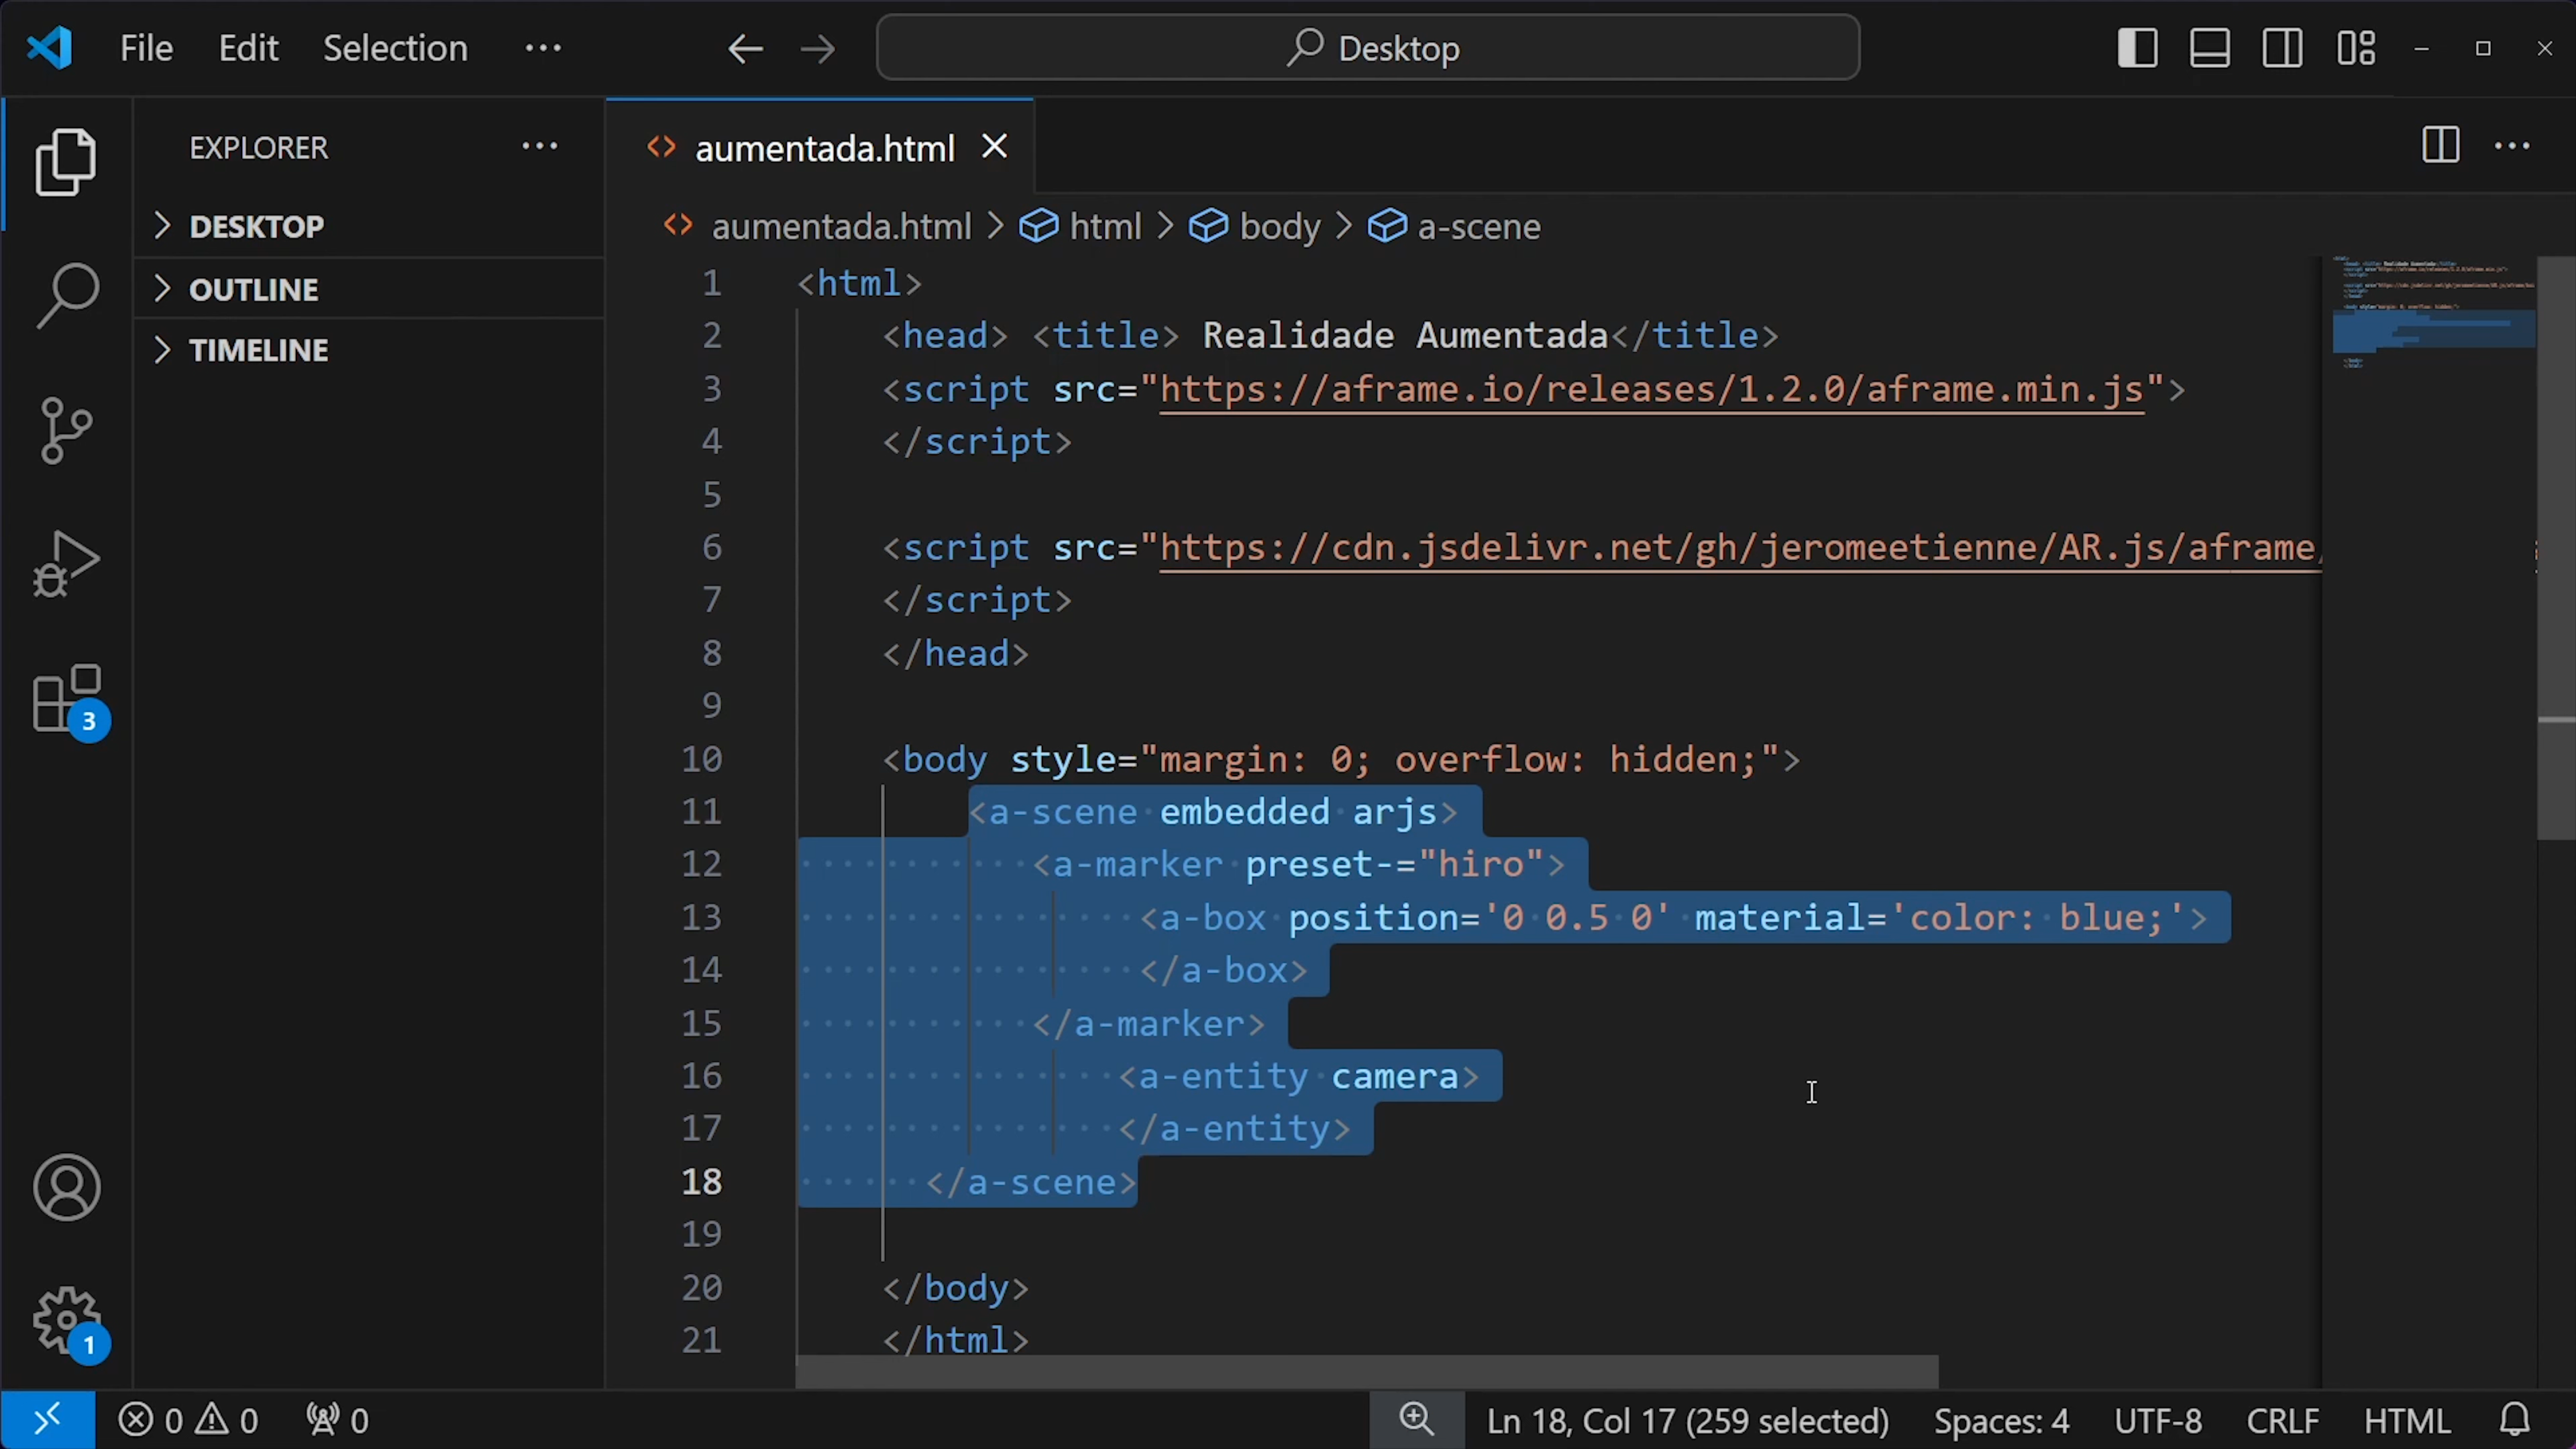 File Edit Selection ··· Desktop
EXPLORER ···
DESKTOP
OUTLINE
TIMELINE
3
1
aumentada.html
aumentada.html > html > body > a-scene
1 <html>
2 <head> <title> Realidade Aumentada</title>
3 <script src="https://aframe.io/releases/1.2.0/aframe.min.js">
4 </script>
5
6 <script src="https://cdn.jsdelivr.net/gh/jeromeetienne/AR.js/aframe/
7 </script>
8 </head>
9
10 <body style="margin: 0; overflow: hidden;">
11 <a-scene embedded arjs>
12 <a-marker preset-="hiro">
13 <a-box position='0 0.5 0' material='color: blue;'>
14 </a-box>
15 </a-marker>
16 <a-entity camera>
17 </a-entity>
18 </a-scene>
19
20 </body>
21 </html>
0 0 0 Ln 18, Col 17 (259 selected) Spaces: 4 UTF-8 CRLF HTML